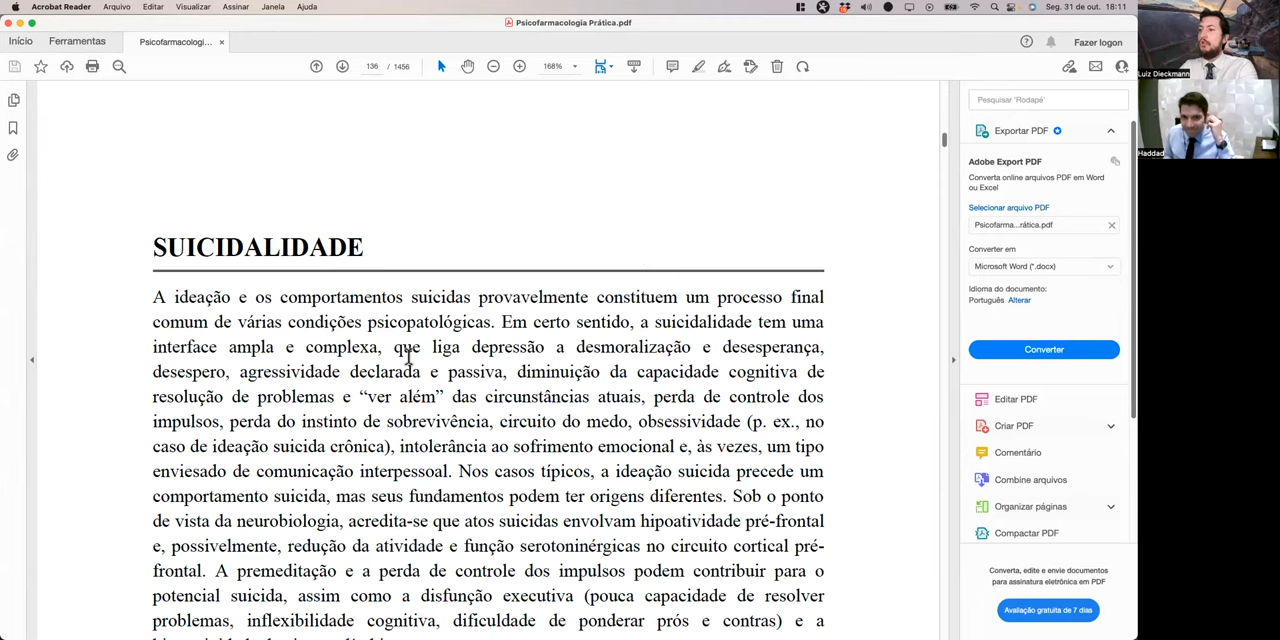 Acrobat Reader Arquivo Editar Visualizar Assinar Janela Ajuda Seg. 31 de out. 18:11
Psicofarmacologia Prática.pdf
Início Ferramentas Psicofarmacologi... × Fazer logon
136 / 1456 168%
SUICIDALIDADE
A ideação e os comportamentos suicidas provavelmente constituem um processo final
comum de várias condições psicopatológicas. Em certo sentido, a suicidalidade tem uma
interface ampla e complexa, que liga depressão a desmoralização e desesperança,
desespero, agressividade declarada e passiva, diminuição da capacidade cognitiva de
resolução de problemas e “ver além” das circunstâncias atuais, perda de controle dos
impulsos, perda do instinto de sobrevivência, circuito do medo, obsessividade (p. ex., no
caso de ideação suicida crônica), intolerância ao sofrimento emocional e, às vezes, um tipo
enviesado de comunicação interpessoal. Nos casos típicos, a ideação suicida precede um
comportamento suicida, mas seus fundamentos podem ter origens diferentes. Sob o ponto
de vista da neurobiologia, acredita-se que atos suicidas envolvam hipoatividade pré-frontal
e, possivelmente, redução da atividade e função serotoninérgicas no circuito cortical pré-
frontal. A premeditação e a perda de controle dos impulsos podem contribuir para o
potencial suicida, assim como a disfunção executiva (pouca capacidade de resolver
problemas, inflexibilidade cognitiva, dificuldade de ponderar prós e contras) e a
Pesquisar 'Rodapé'
Exportar PDF
Adobe Export PDF
Converta online arquivos PDF em Word
ou Excel
Selecionar arquivo PDF
Psicofarma...rática.pdf ×
Converter em
Microsoft Word (*.docx)
Idioma do documento:
Português Alterar
Converter
Editar PDF
Criar PDF
Comentário
Combine arquivos
Organizar páginas
Compactar PDF
Converta, edite e envie documentos
para assinatura eletrônica em PDF
Avaliação gratuita de 7 dias
Luiz Dieckmann
Haddad